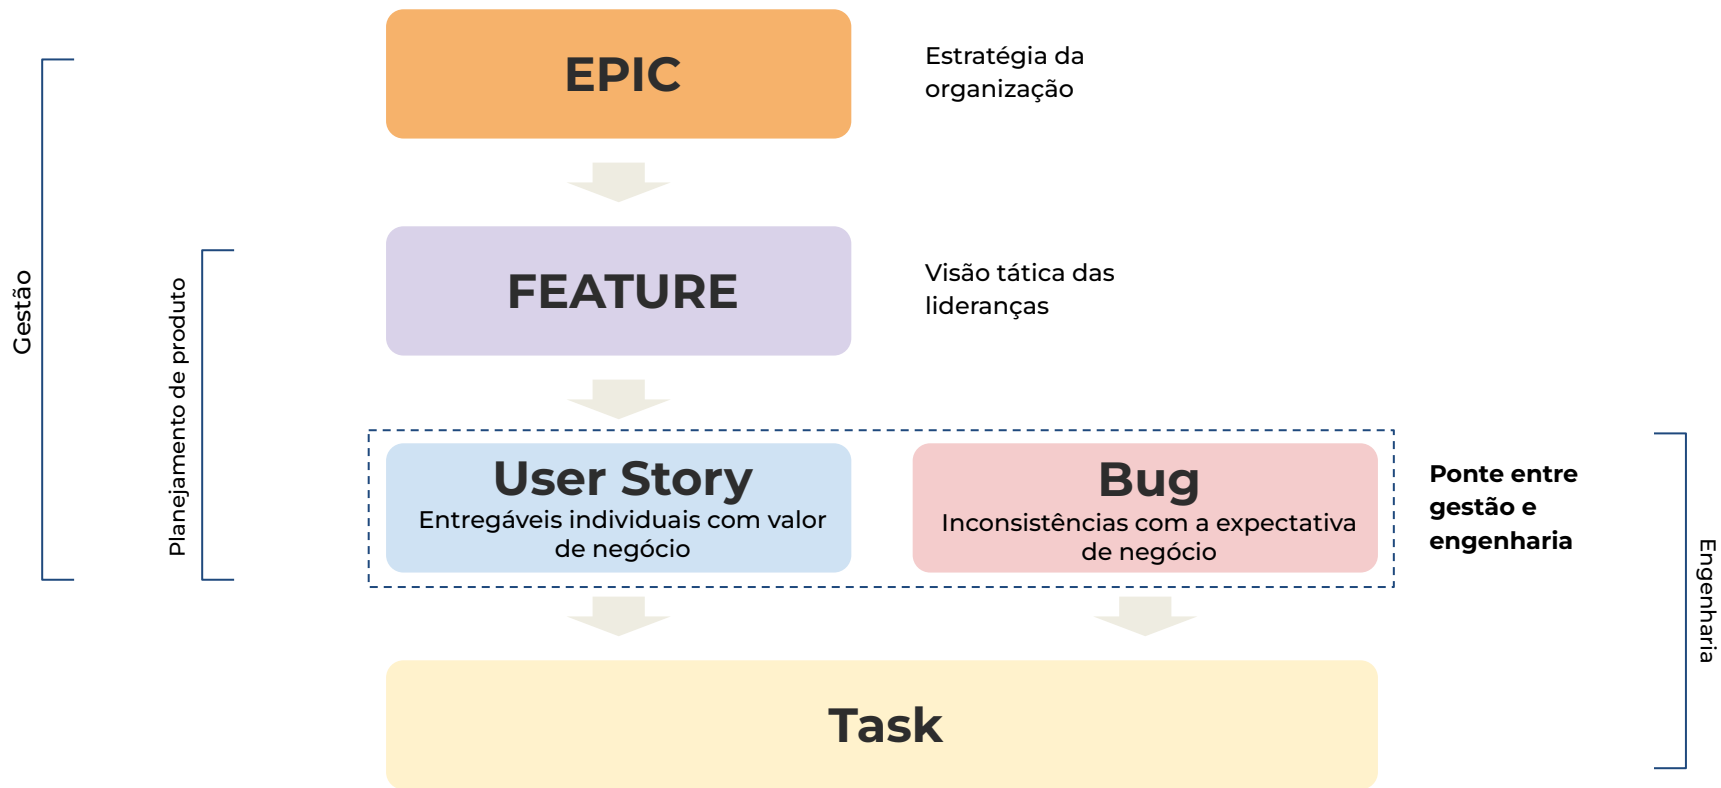 EPIC
Estratégia da
organização
Gestão
Planejamento de produto
FEATURE
Visão tática das
lideranças
User Story
Entregáveis individuais com valor
de negócio
Bug
Inconsistências com a expectativa
de negócio
Ponte entre
gestão e
engenharia
Engenharia
Task